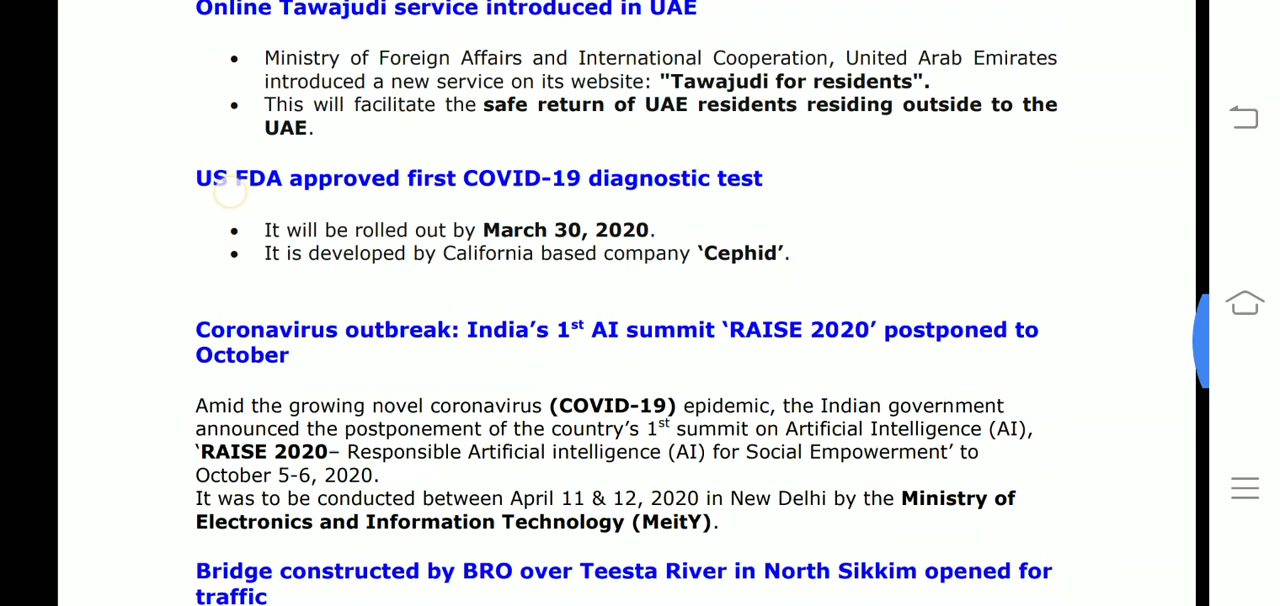 Online Tawajudi service introduced in UAE
• Ministry of Foreign Affairs and International Cooperation, United Arab Emirates
introduced a new service on its website: "Tawajudi for residents".
• This will facilitate the safe return of UAE residents residing outside to the
UAE.
US FDA approved first COVID-19 diagnostic test
• It will be rolled out by March 30, 2020.
• It is developed by California based company ‘Cephid’.
Coronavirus outbreak: India’s 1st AI summit ‘RAISE 2020’ postponed to
October
Amid the growing novel coronavirus (COVID-19) epidemic, the Indian government
announced the postponement of the country’s 1st summit on Artificial Intelligence (AI),
‘RAISE 2020– Responsible Artificial intelligence (AI) for Social Empowerment’ to
October 5-6, 2020.
It was to be conducted between April 11 & 12, 2020 in New Delhi by the Ministry of
Electronics and Information Technology (MeitY).
Bridge constructed by BRO over Teesta River in North Sikkim opened for
traffic